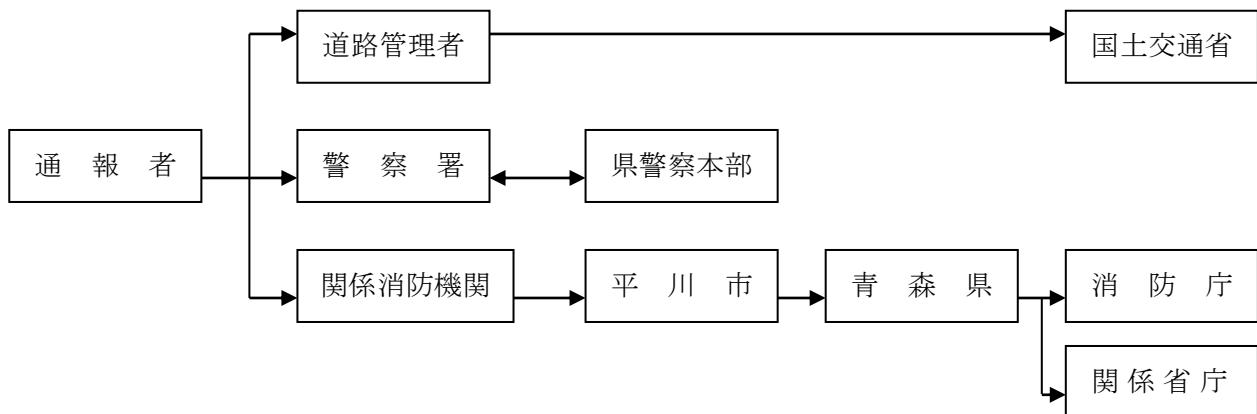 道路管理者
国土交通省
通報者
警察署
県警察本部
関係消防機関
平川市
青森県
消防庁
関係省庁